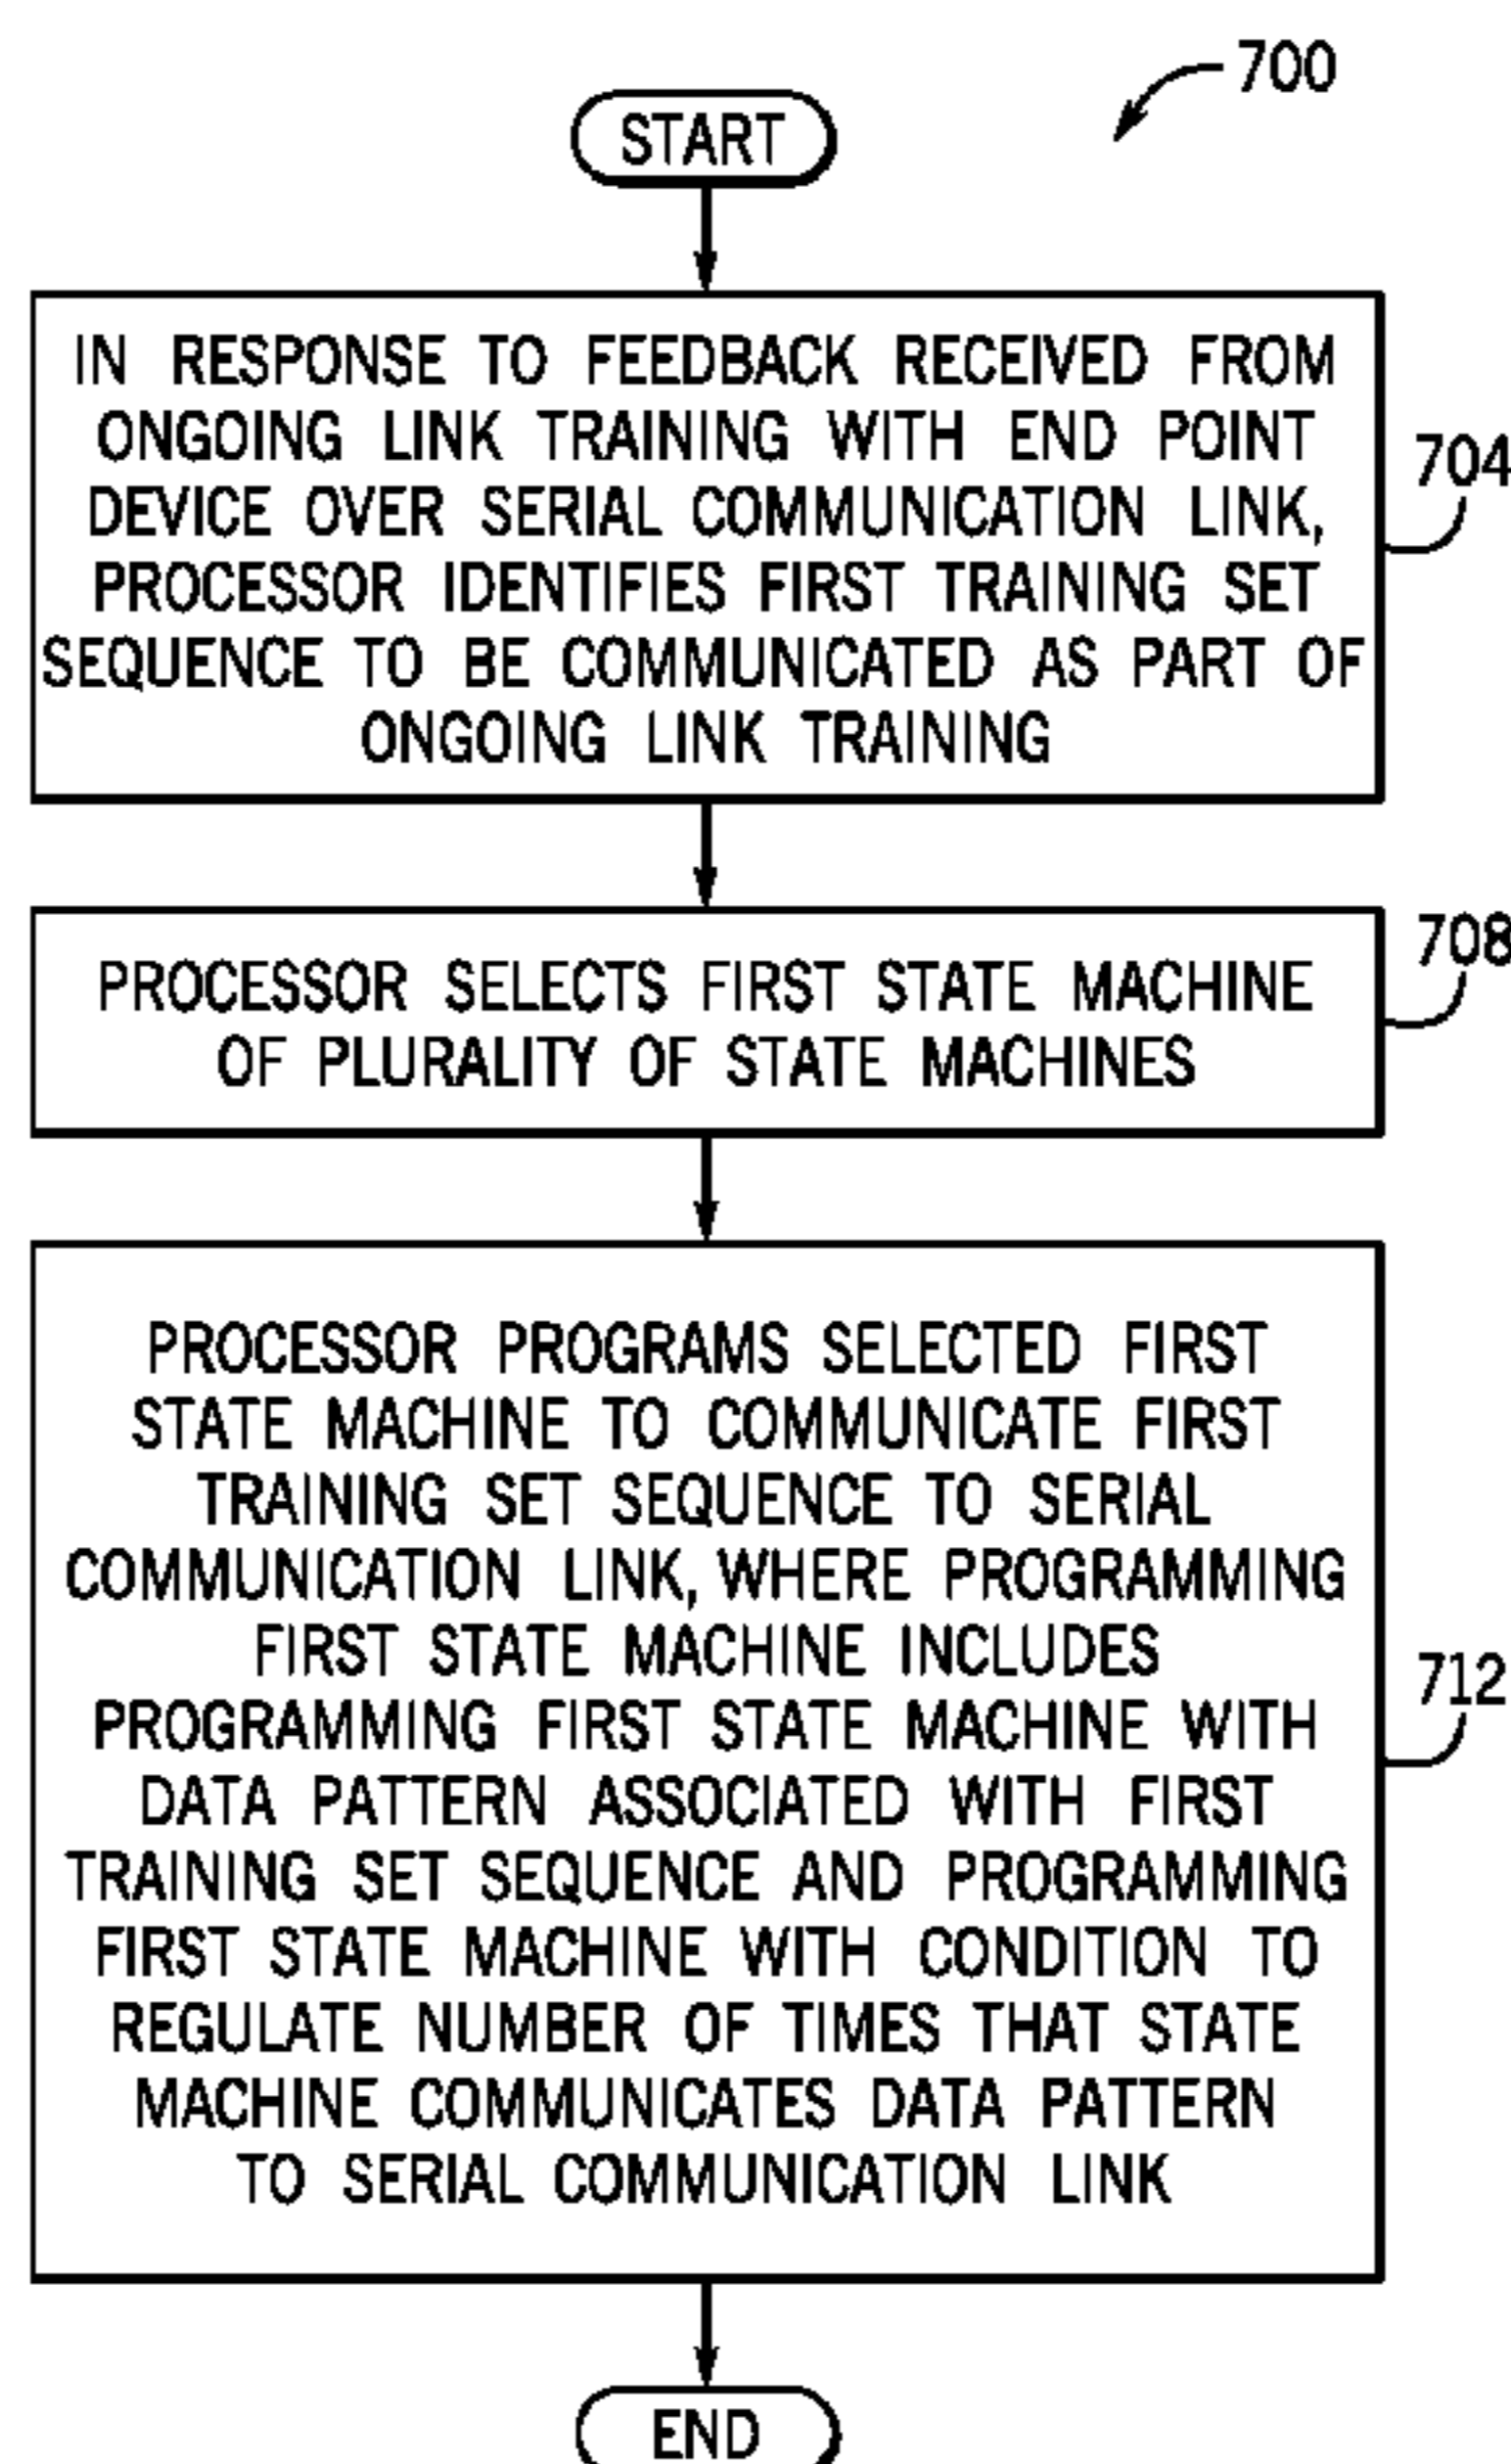 700
START
IN RESPONSE TO FEEDBACK RECEIVED FROM
ONGOING LINK TRAINING WITH END POINT
DEVICE OVER SERIAL COMMUNICATION LINK,
PROCESSOR IDENTIFIES FIRST TRAINING SET
SEQUENCE TO BE COMMUNICATED AS PART OF
ONGOING LINK TRAINING
704
PROCESSOR SELECTS FIRST STATE MACHINE
OF PLURALITY OF STATE MACHINES
708
PROCESSOR PROGRAMS SELECTED FIRST
STATE MACHINE TO COMMUNICATE FIRST
TRAINING SET SEQUENCE TO SERIAL
COMMUNICATION LINK, WHERE PROGRAMMING
FIRST STATE MACHINE INCLUDES
PROGRAMMING FIRST STATE MACHINE WITH
DATA PATTERN ASSOCIATED WITH FIRST
TRAINING SET SEQUENCE AND PROGRAMMING
FIRST STATE MACHINE WITH CONDITION TO
REGULATE NUMBER OF TIMES THAT STATE
MACHINE COMMUNICATES DATA PATTERN
TO SERIAL COMMUNICATION LINK
712
END